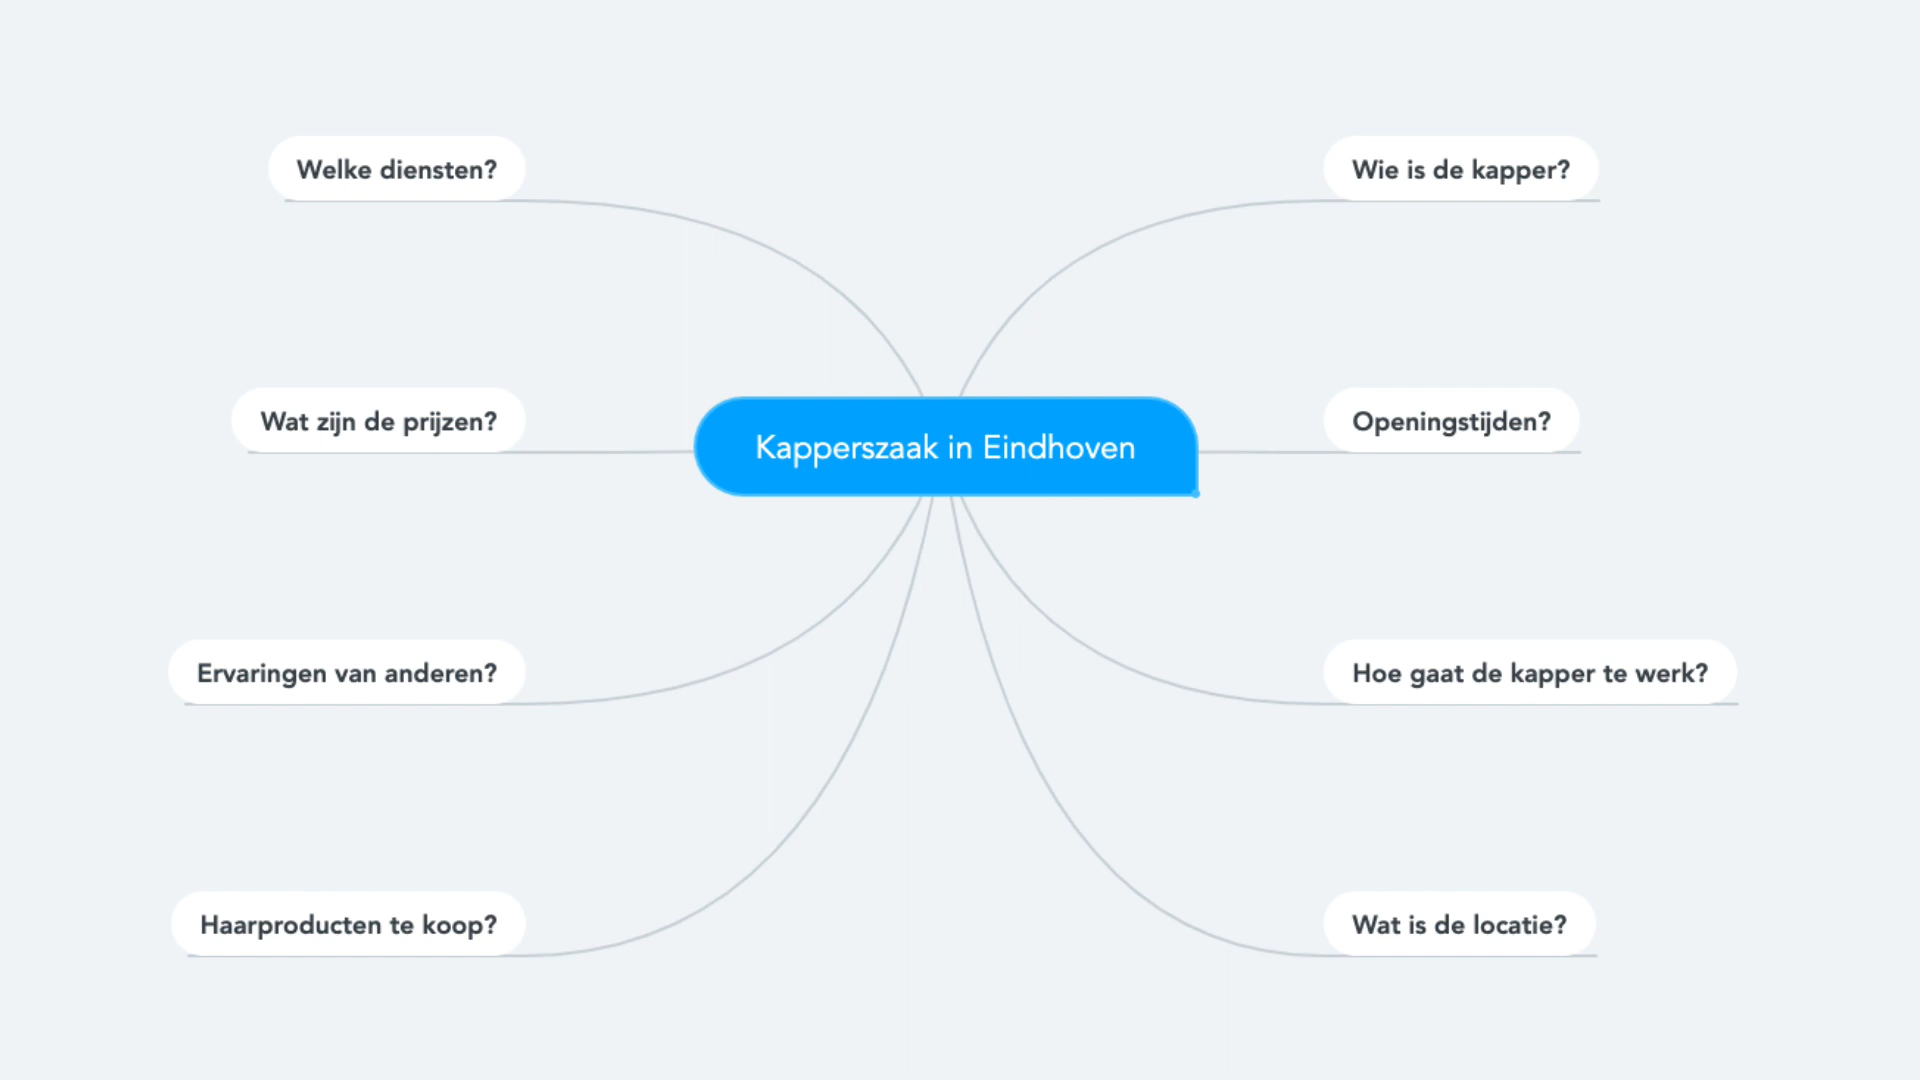 Welke diensten?
Wie is de kapper?
Wat zijn de prijzen?
Kapperszaak in Eindhoven
Openingstijden?
Ervaringen van anderen?
Hoe gaat de kapper te werk?
Haarproducten te koop?
Wat is de locatie?